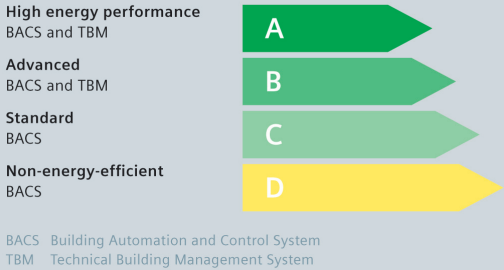 High energy performance
BACS and TBM
A
Advanced
BACS and TBM
B
Standard
BACS
C
Non-energy-efficient
BACS
D
BACS Building Automation and Control System
TBM Technical Building Management System